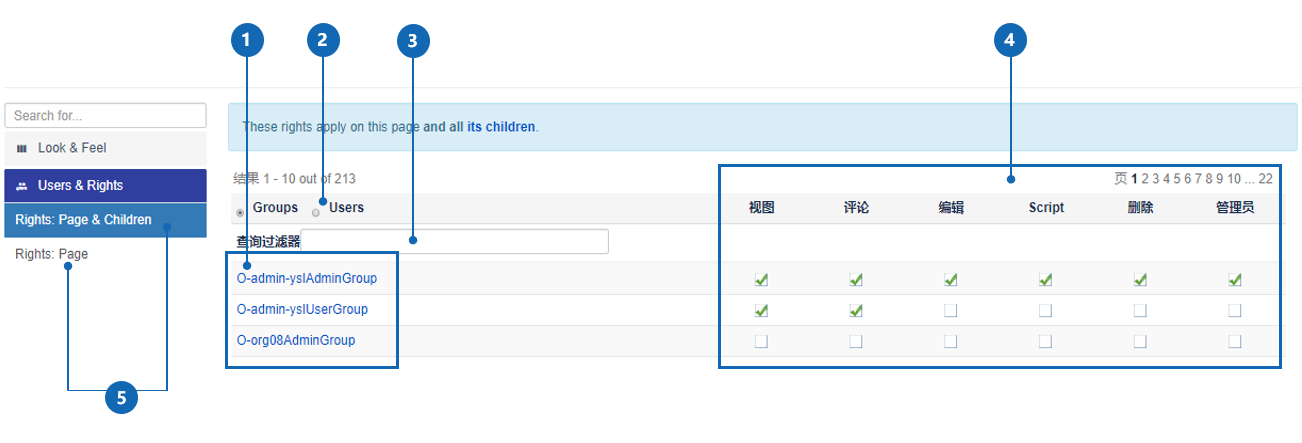 1 2 3 4
Search for...
These rights apply on this page and all its children.
Look & Feel
结果 1 - 10 out of 213
页 1 2 3 4 5 6 7 8 9 10 ... 22
Users & Rights
Groups Users 视图 评论 编辑 Script 删除 管理员
Rights: Page & Children
查询过滤器
Rights: Page
O-admin-yslAdminGroup
O-admin-yslUserGroup
O-org08AdminGroup
5